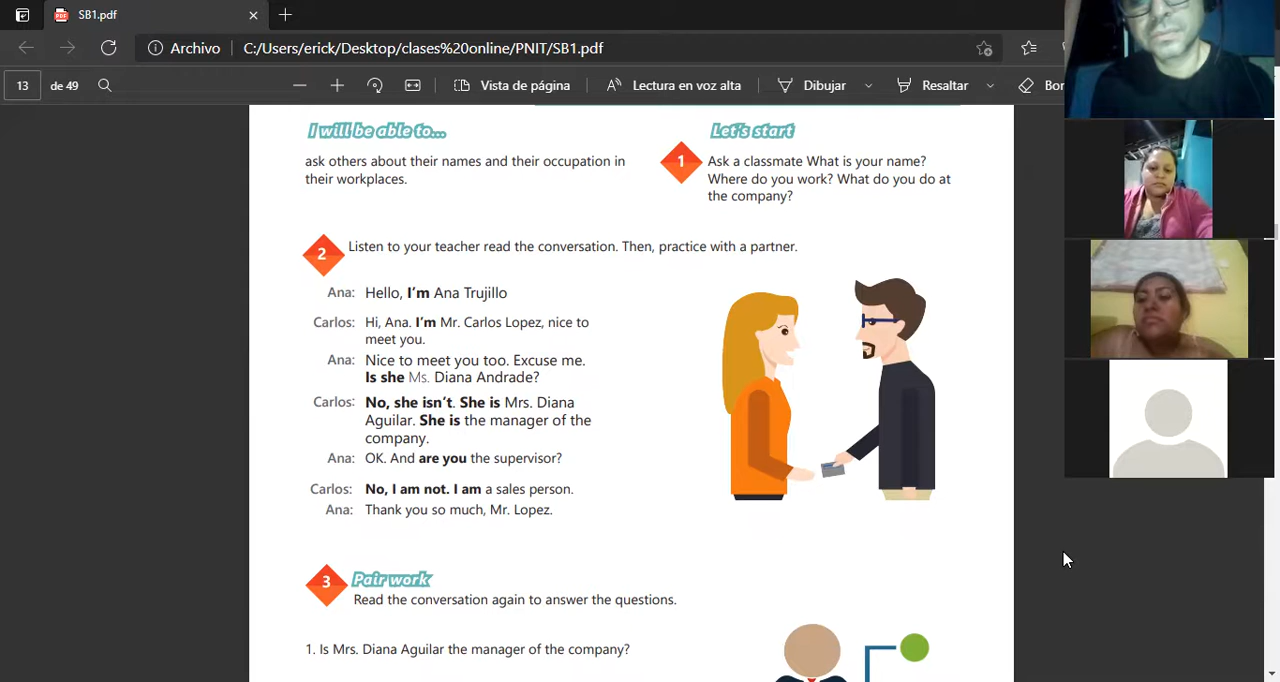 SB1.pdf
Archivo C:/Users/erick/Desktop/clases%20online/PNIT/SB1.pdf
13 de 49 Vista de página Lectura en voz alta Dibujar Resaltar Bor
I will be able to...
ask others about their names and their occupation in
their workplaces.
Let's start
1 Ask a classmate What is your name?
Where do you work? What do you do at
the company?
2 Listen to your teacher read the conversation. Then, practice with a partner.
Ana: Hello, I'm Ana Trujillo
Carlos: Hi, Ana. I'm Mr. Carlos Lopez, nice to
meet you.
Ana: Nice to meet you too. Excuse me.
Is she Ms. Diana Andrade?
Carlos: No, she isn't. She is Mrs. Diana
Aguilar. She is the manager of the
company.
Ana: OK. And are you the supervisor?
Carlos: No, I am not. I am a sales person.
Ana: Thank you so much, Mr. Lopez.
3 Pair work
Read the conversation again to answer the questions.
1. Is Mrs. Diana Aguilar the manager of the company?